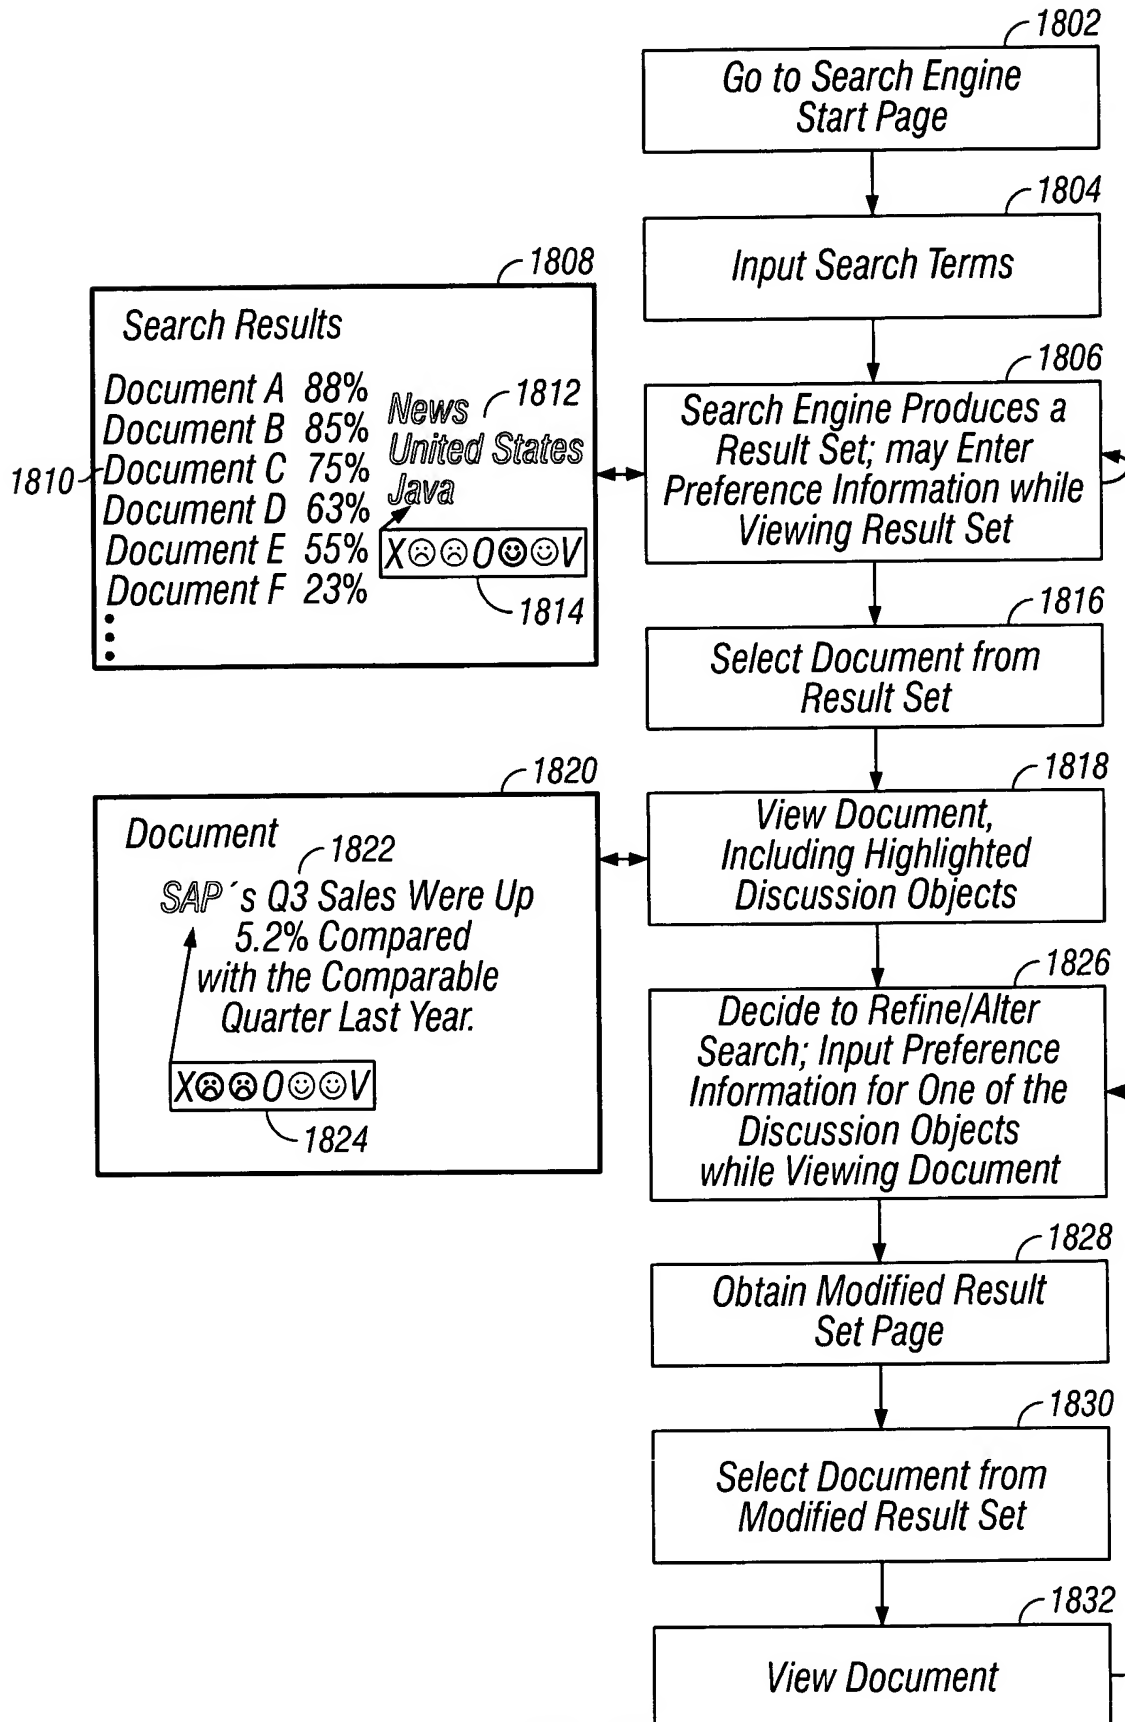 1802
Go to Search Engine
Start Page
1804
Input Search Terms
1806
Search Engine Produces a
Result Set; may Enter
Preference Information while
Viewing Result Set
1808
Search Results
Document A 88%
Document B 85%
Document C 75%
Document D 63%
Document E 55%
Document F 23%
1810
1812
News
United States
Java
X☹☹O☺☺V
1814
1816
Select Document from
Result Set
1818
View Document,
Including Highlighted
Discussion Objects
1820
Document
1822
SAP´s Q3 Sales Were Up
5.2% Compared
with the Comparable
Quarter Last Year.
X☹☹O☺☺V
1824
1826
Decide to Refine/Alter
Search; Input Preference
Information for One of the
Discussion Objects
while Viewing Document
1828
Obtain Modified Result
Set Page
1830
Select Document from
Modified Result Set
1832
View Document